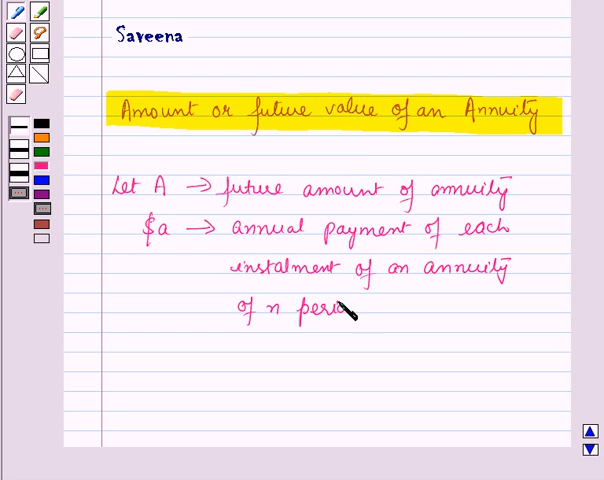 Saveena
Amount or future value of an Annuity
Let A → future amount of annuity
$a → annual payment of each
instalment of an annuity
of n perio